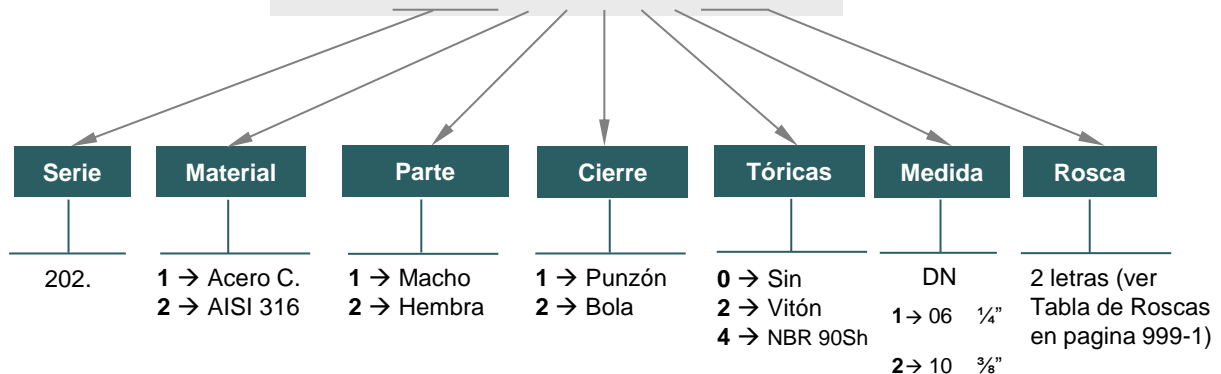 Serie
Material
Parte
Cierre
Tóricas
Medida
Rosca
202.
1 → Acero C.
2 → AISI 316
1 → Macho
2 → Hembra
1 → Punzón
2 → Bola
0 → Sin
2 → Vitón
4 → NBR 90Sh
DN
1 → 06 ¼”
2 → 10 ⅜”
2 letras (ver
Tabla de Roscas
en pagina 999-1)